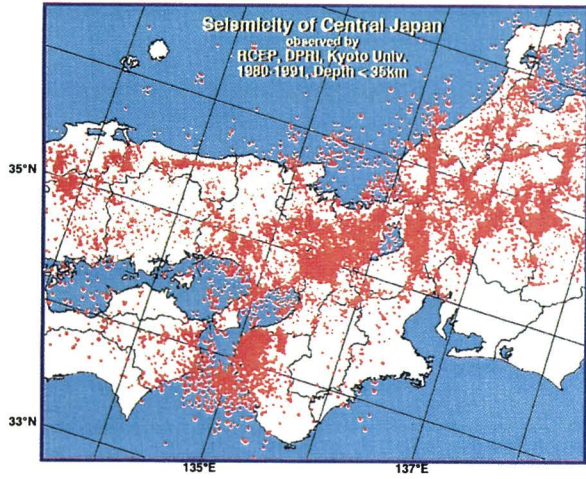 Seismicity of Central Japan
observed by
RCEP, DPRI, Kyoto Univ.
1980-1991, Depth < 35km
35°N
33°N
135°E
137°E